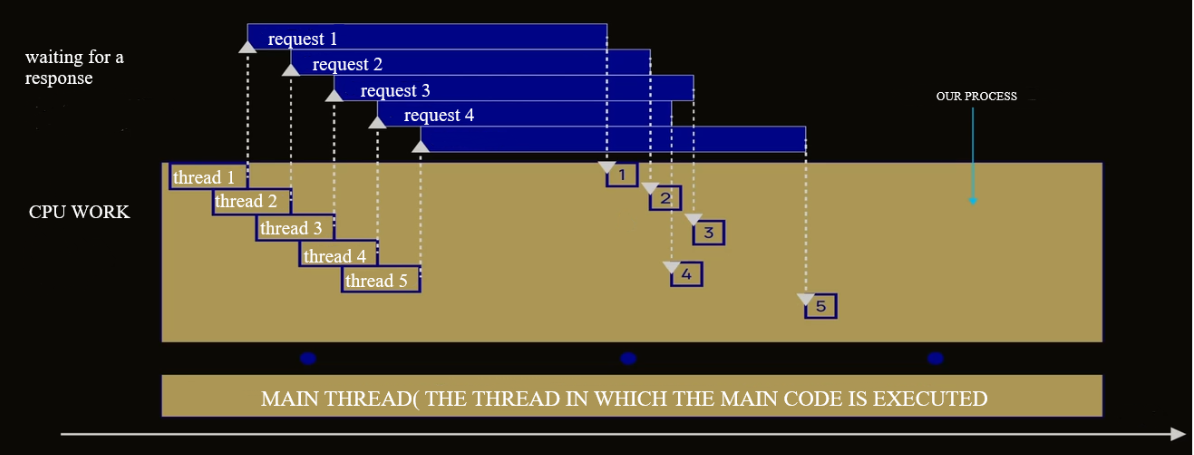 request 1
waiting for a
response
request 2
request 3
request 4
OUR PROCESS
thread 1
thread 2
thread 3
thread 4
thread 5
CPU WORK
1
2
3
4
5
MAIN THREAD( THE THREAD IN WHICH THE MAIN CODE IS EXECUTED